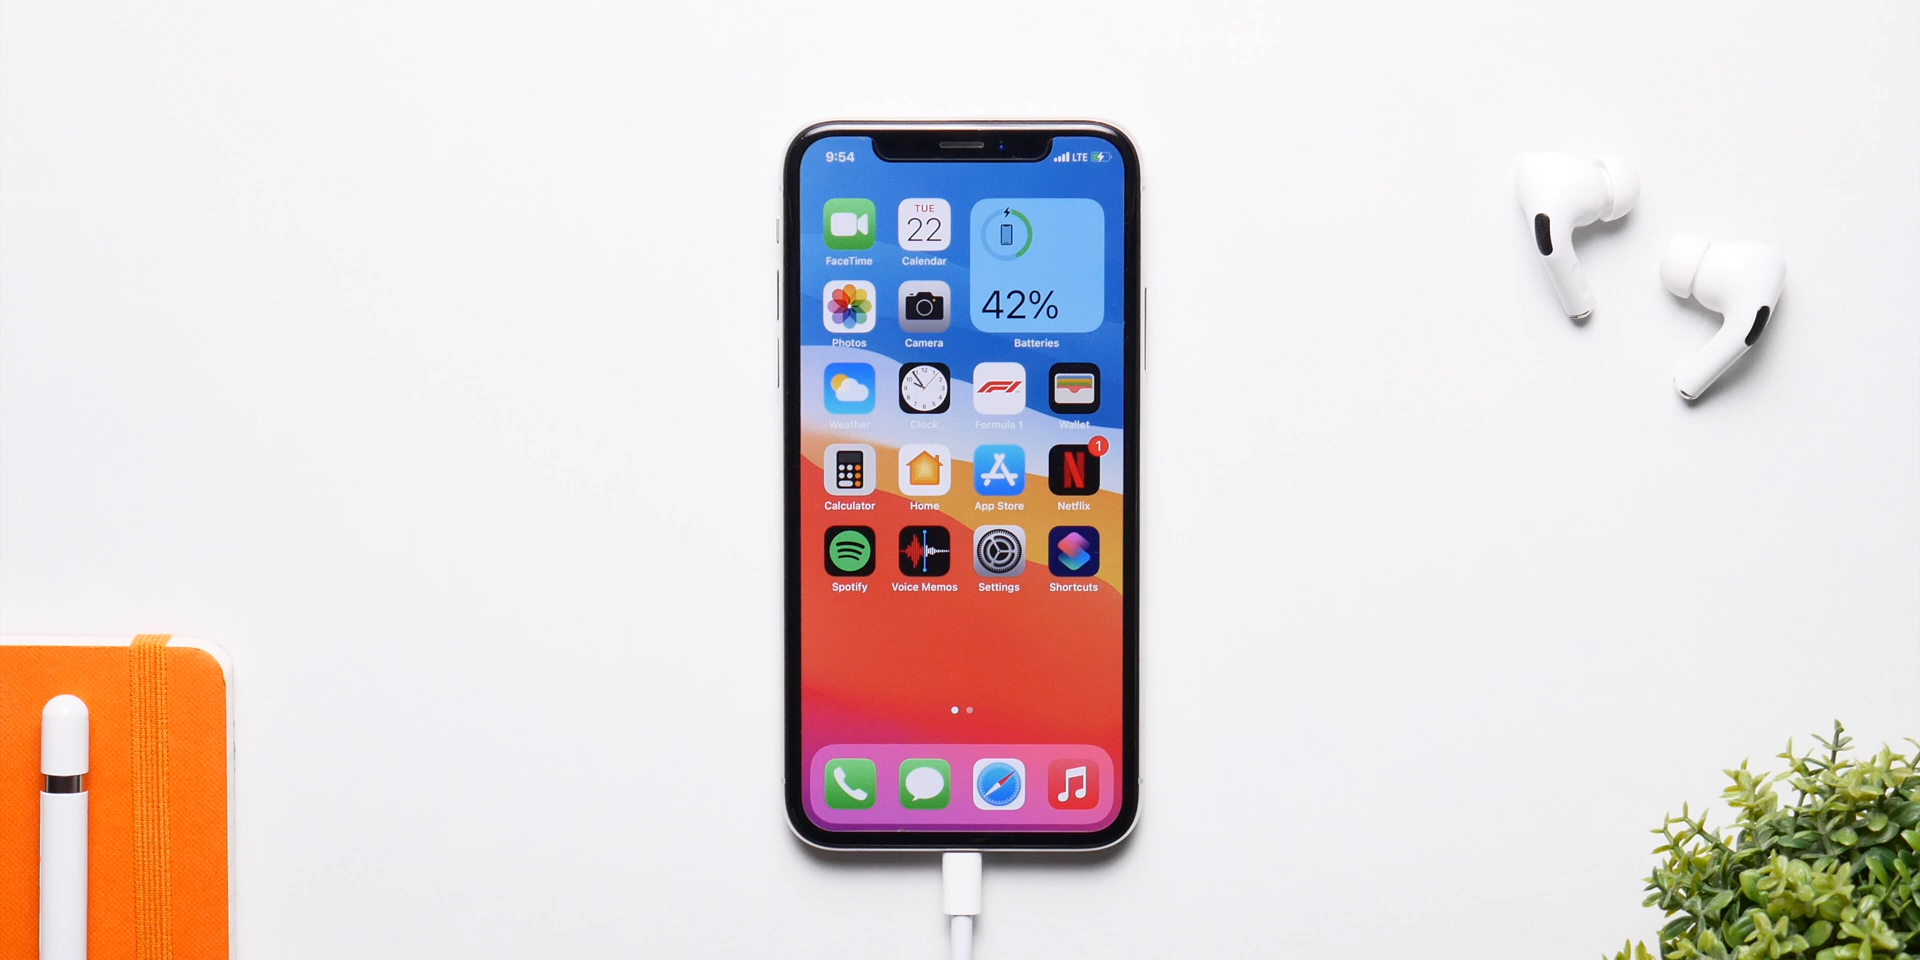 9:54
LTE
TUE
22
FaceTime
Calendar
42%
Photos
Camera
Batteries
Weather
Clock
F1
Formula 1
Wallet
1
N
Calculator
Home
App Store
Netflix
Spotify
Voice Memos
Settings
Shortcuts